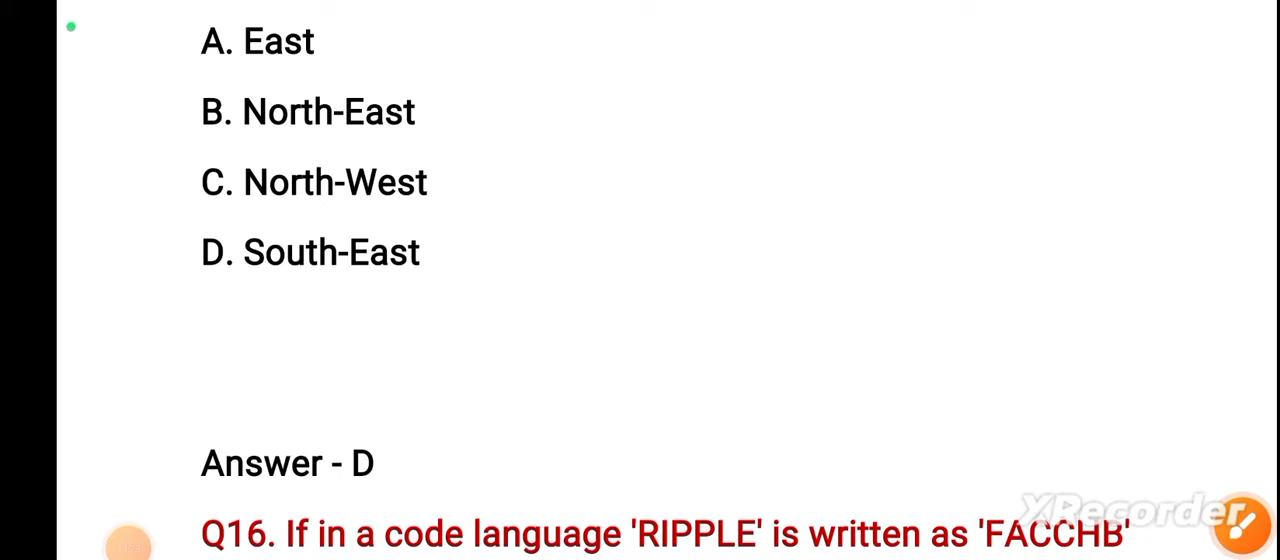 A. East
B. North-East
C. North-West
D. South-East
Answer - D
XRecorder
Q16. If in a code language 'RIPPLE' is written as 'FACCHB'